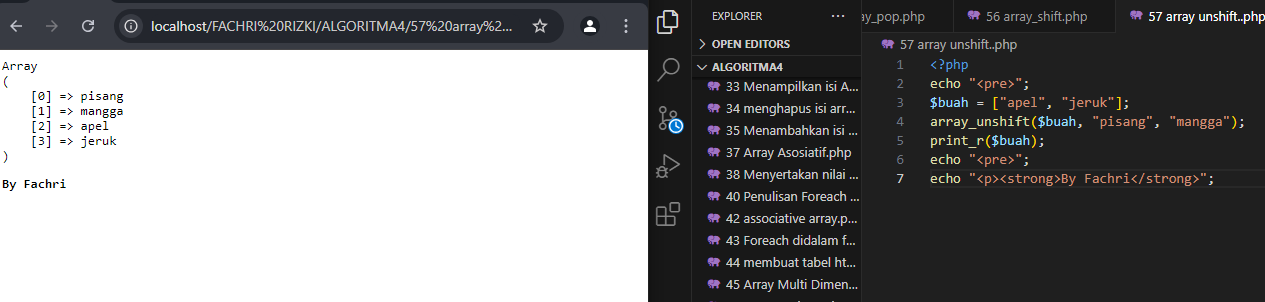 localhost/FACHRI%20RIZKI/ALGORITMA4/57%20array%2...
Array
(
[0] => pisang
[1] => mangga
[2] => apel
[3] => jeruk
)
By Fachri
EXPLORER
OPEN EDITORS
ALGORITMA4
33 Menampilkan isi A...
34 menghapus isi arr...
35 Menambahkan isi ...
37 Array Asosiatif.php
38 Menyertakan nilai ...
40 Penulisan Foreach ...
42 associative array.p...
43 Foreach didalam f...
44 membuat tabel ht...
45 Array Multi Dimen...
ay_pop.php
56 array_shift.php
57 array unshift..php
57 array unshift..php
1 <?php
2 echo "<pre>";
3 $buah = ["apel", "jeruk"];
4 array_unshift($buah, "pisang", "mangga");
5 print_r($buah);
6 echo "<pre>";
7 echo "<p><strong>By Fachri</strong>";